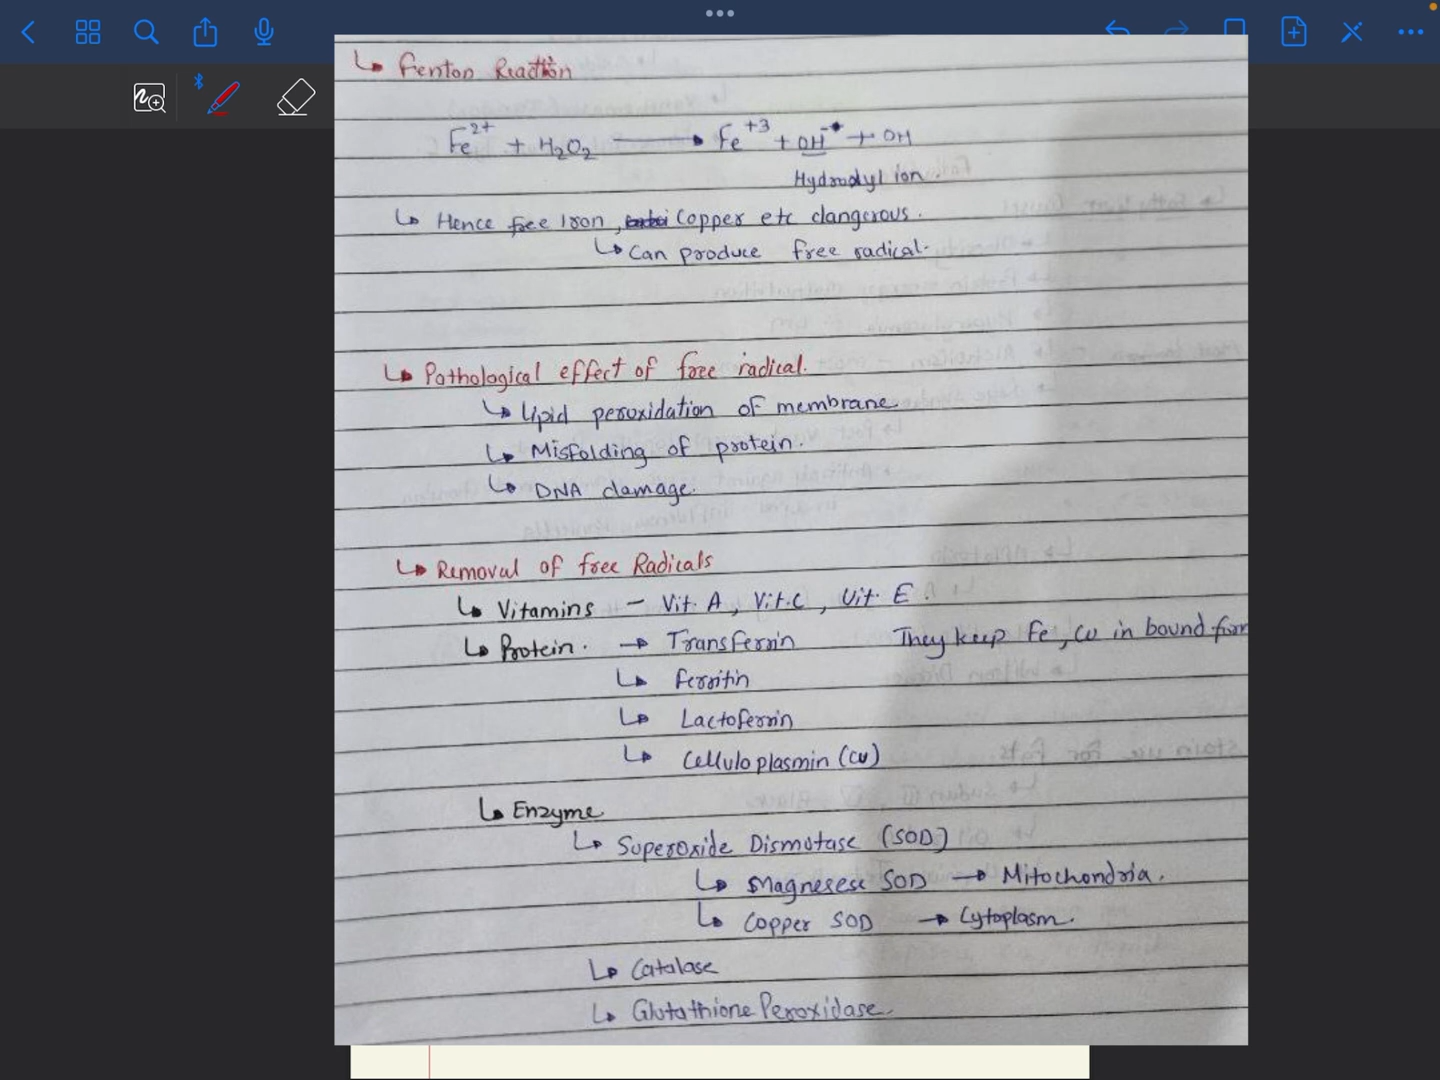 ↳ Fenton Reaction
Fe2+ + H2O2 → Fe+3 + OH-• + OH
Hydroxyl ion.
↳ Hence free Iron, Copper etc dangerous.
↳ Can produce free radical.
↳ Pathological effect of free radical.
↳ Lipid peroxidation of membrane
↳ Misfolding of protein.
↳ DNA damage.
↳ Removal of free Radicals
↳ Vitamins – Vit. A, Vit. C, Vit. E.
↳ Protein. → Transferrin They keep Fe, Cu in bound for
↳ Ferritin
↳ Lactoferrin
↳ Celluloplasmin (Cu)
↳ Enzyme
↳ Superoxide Dismutase (SOD)
↳ Magnesese SOD → Mitochondria.
↳ Copper SOD → Cytoplasm.
↳ Catalase
↳ Glutathione Peroxidase.